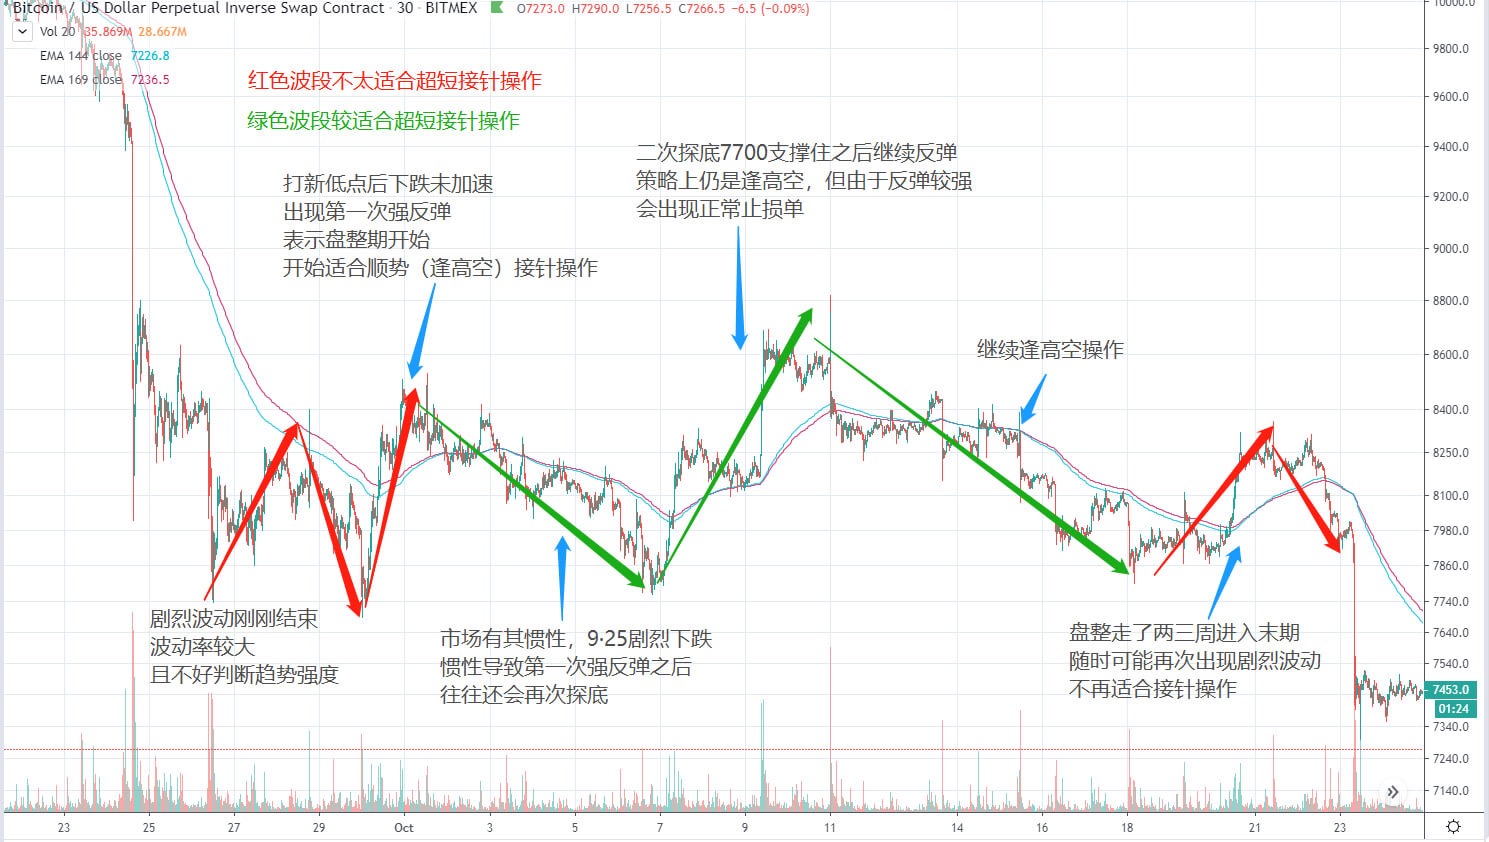 Bitcoin / US Dollar Perpetual Inverse Swap Contract · 30 · BITMEX O7273.0 H7290.0 L7256.5 C7266.5 -6.5 (-0.09%)
Vol 20 35.869M 28.667M
EMA 144 close 7226.8
EMA 169 close 7236.5
红色波段不太适合超短接针操作
绿色波段较适合超短接针操作
打新低点后下跌未加速
出现第一次强反弹
表示盘整期开始
开始适合顺势（逢高空）接针操作
二次探底7700支撑住之后继续反弹
策略上仍是逢高空，但由于反弹较强
会出现正常止损单
继续逢高空操作
剧烈波动刚刚结束
波动率较大
且不好判断趋势强度
市场有其惯性，9·25剧烈下跌
惯性导致第一次强反弹之后
往往还会再次探底
盘整走了两三周进入末期
随时可能再次出现剧烈波动
不再适合接针操作
10000.0
9800.0
9600.0
9400.0
9200.0
9000.0
8800.0
8600.0
8400.0
8250.0
8100.0
7980.0
7860.0
7740.0
7640.0
7540.0
7453.0
01:24
7340.0
7240.0
7140.0
23 25 27 29 Oct 3 5 7 9 11 14 16 18 21 23